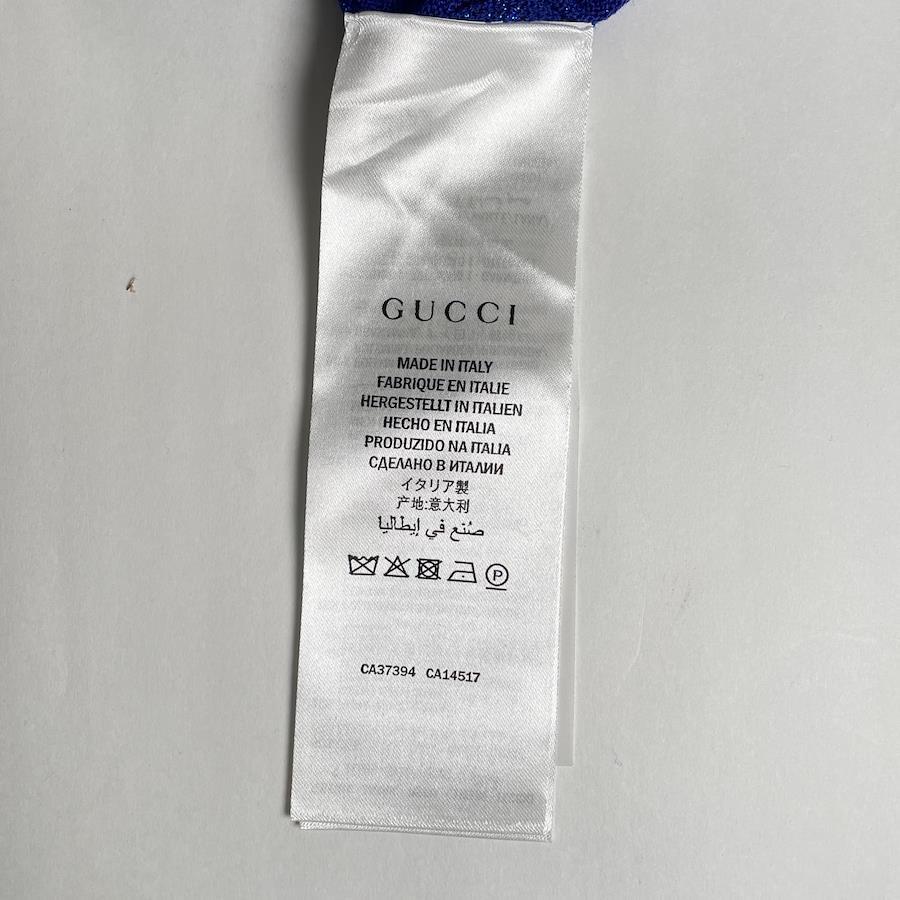 GUCCI
MADE IN ITALY
FABRIQUE EN ITALIE
HERGESTELLT IN ITALIEN
HECHO EN ITALIA
PRODUZIDO NA ITALIA
СДЕЛАНО В ИТАЛИИ
イタリア製
产地:意大利
صُنع في إيطاليا
P
CA37394 CA14517